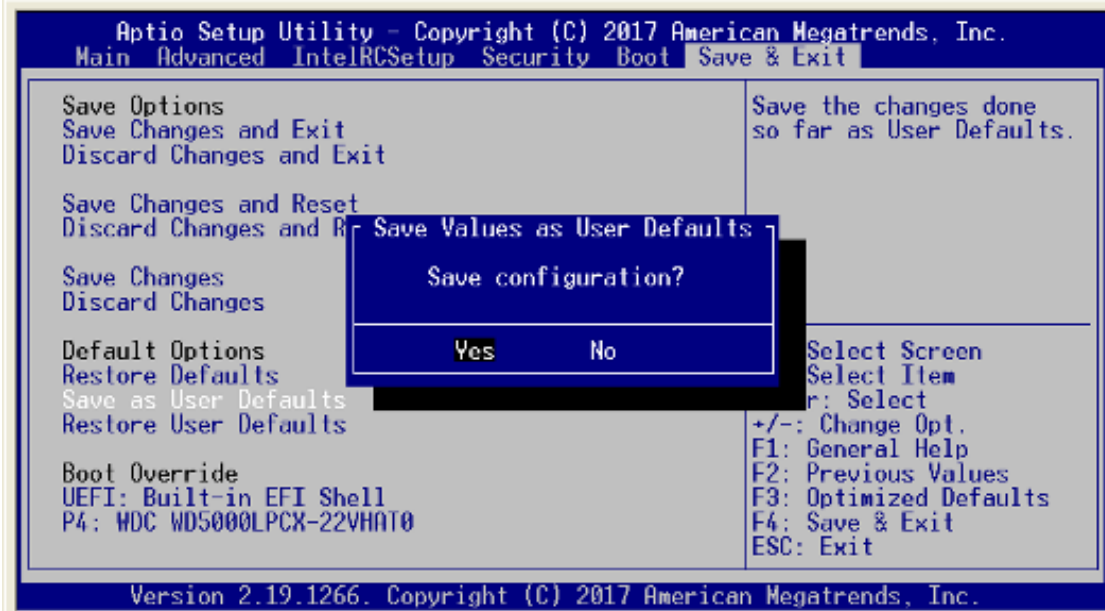 Aptio Setup Utility - Copyright (C) 2017 American Megatrends, Inc.
Main Advanced IntelRCSetup Security Boot Save & Exit
Save Options
Save Changes and Exit
Discard Changes and Exit
Save Changes and Reset
Discard Changes and R
Save Changes
Discard Changes
Default Options
Restore Defaults
Save as User Defaults
Restore User Defaults
Boot Override
UEFI: Built-in EFI Shell
P4: WDC WD5000LPCX-22VHAT0
Save Values as User Defaults
Save configuration?
Yes No
Save the changes done
so far as User Defaults.
Select Screen
Select Item
r: Select
+/-: Change Opt.
F1: General Help
F2: Previous Values
F3: Optimized Defaults
F4: Save & Exit
ESC: Exit
Version 2.19.1266. Copyright (C) 2017 American Megatrends, Inc.